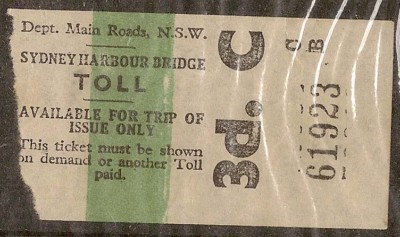 Dept. Main Roads, N.S.W.
SYDNEY HARBOUR BRIDGE
TOLL
AVAILABLE FOR TRIP OF
ISSUE ONLY
This ticket must be shown
on demand or another Toll
paid.
3d. C
61923
B